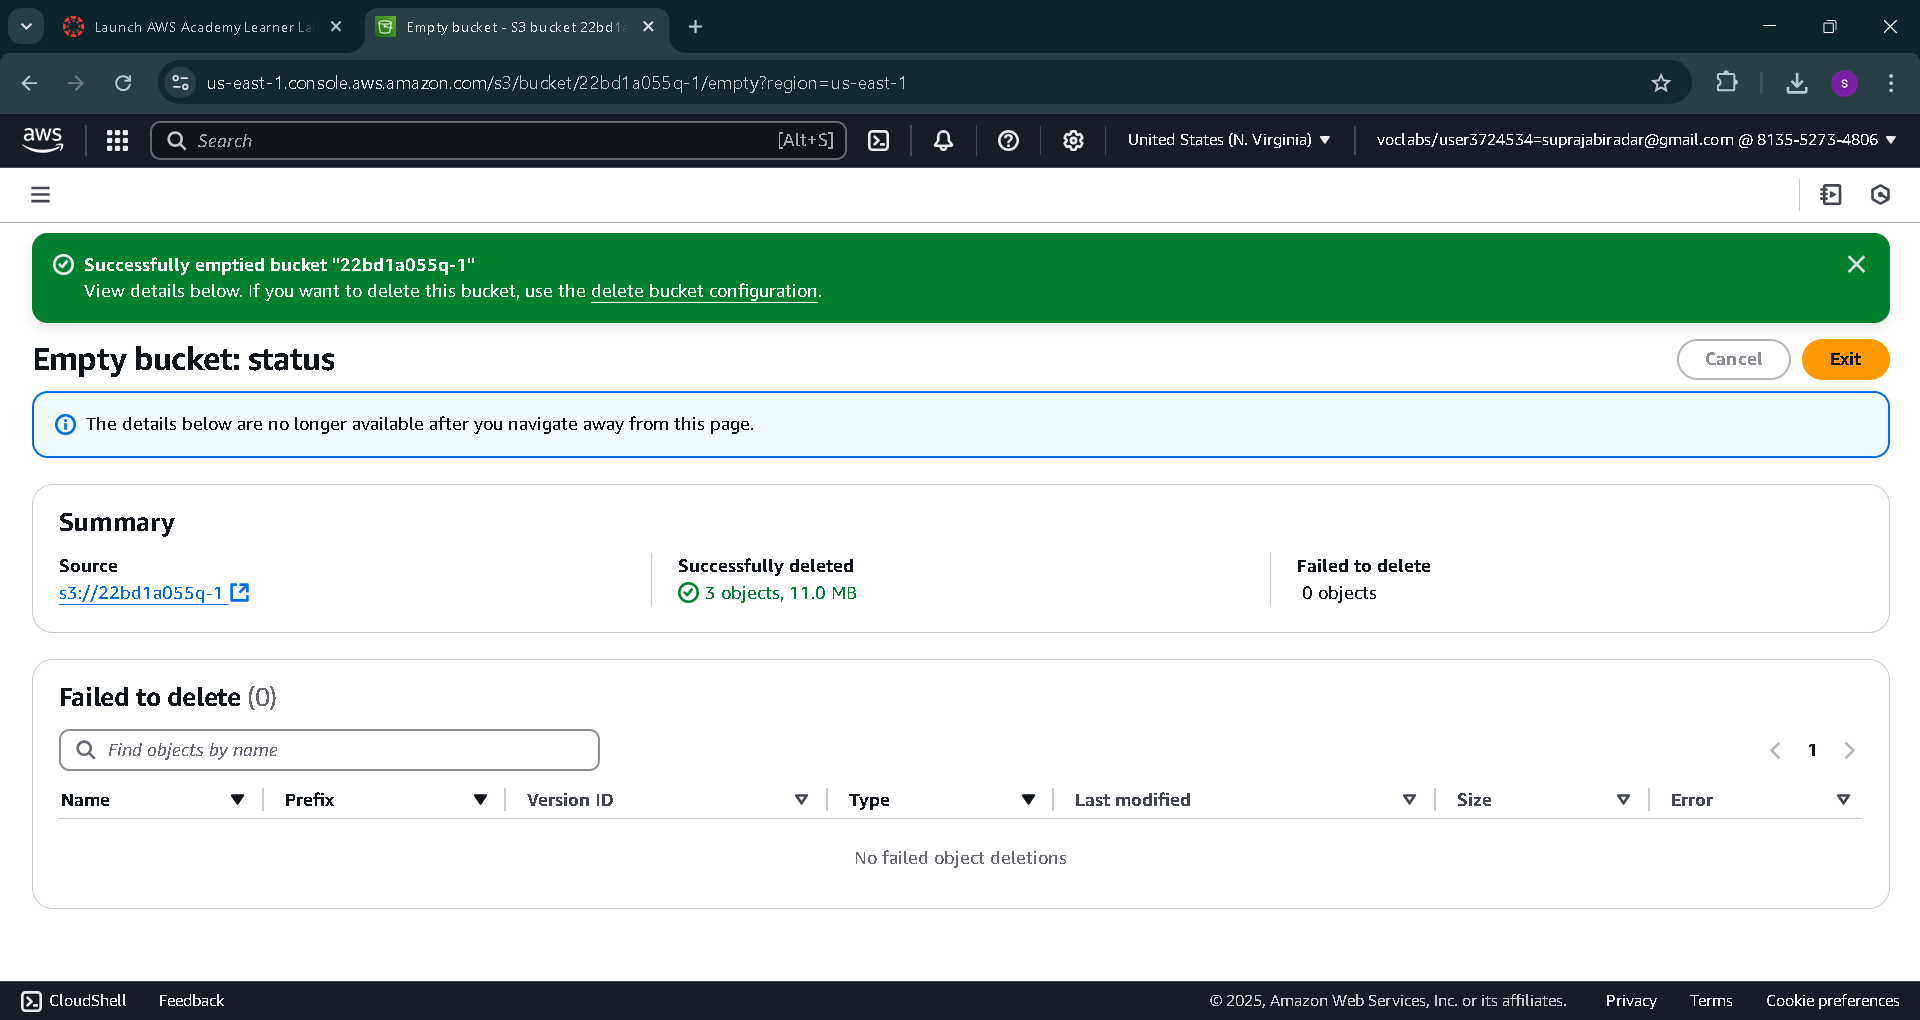 Launch AWS Academy Learner La
Empty bucket - S3 bucket 22bd1a
us-east-1.console.aws.amazon.com/s3/bucket/22bd1a055q-1/empty?region=us-east-1
S
aws
Search
[Alt+S]
United States (N. Virginia)
voclabs/user3724534=suprajabiradar@gmail.com @ 8135-5273-4806
Successfully emptied bucket "22bd1a055q-1"
View details below. If you want to delete this bucket, use the delete bucket configuration.
Empty bucket: status
Cancel
Exit
The details below are no longer available after you navigate away from this page.
Summary
Source
s3://22bd1a055q-1
Successfully deleted
3 objects, 11.0 MB
Failed to delete
0 objects
Failed to delete (0)
Find objects by name
1
Name
Prefix
Version ID
Type
Last modified
Size
Error
No failed object deletions
CloudShell
Feedback
© 2025, Amazon Web Services, Inc. or its affiliates.
Privacy
Terms
Cookie preferences